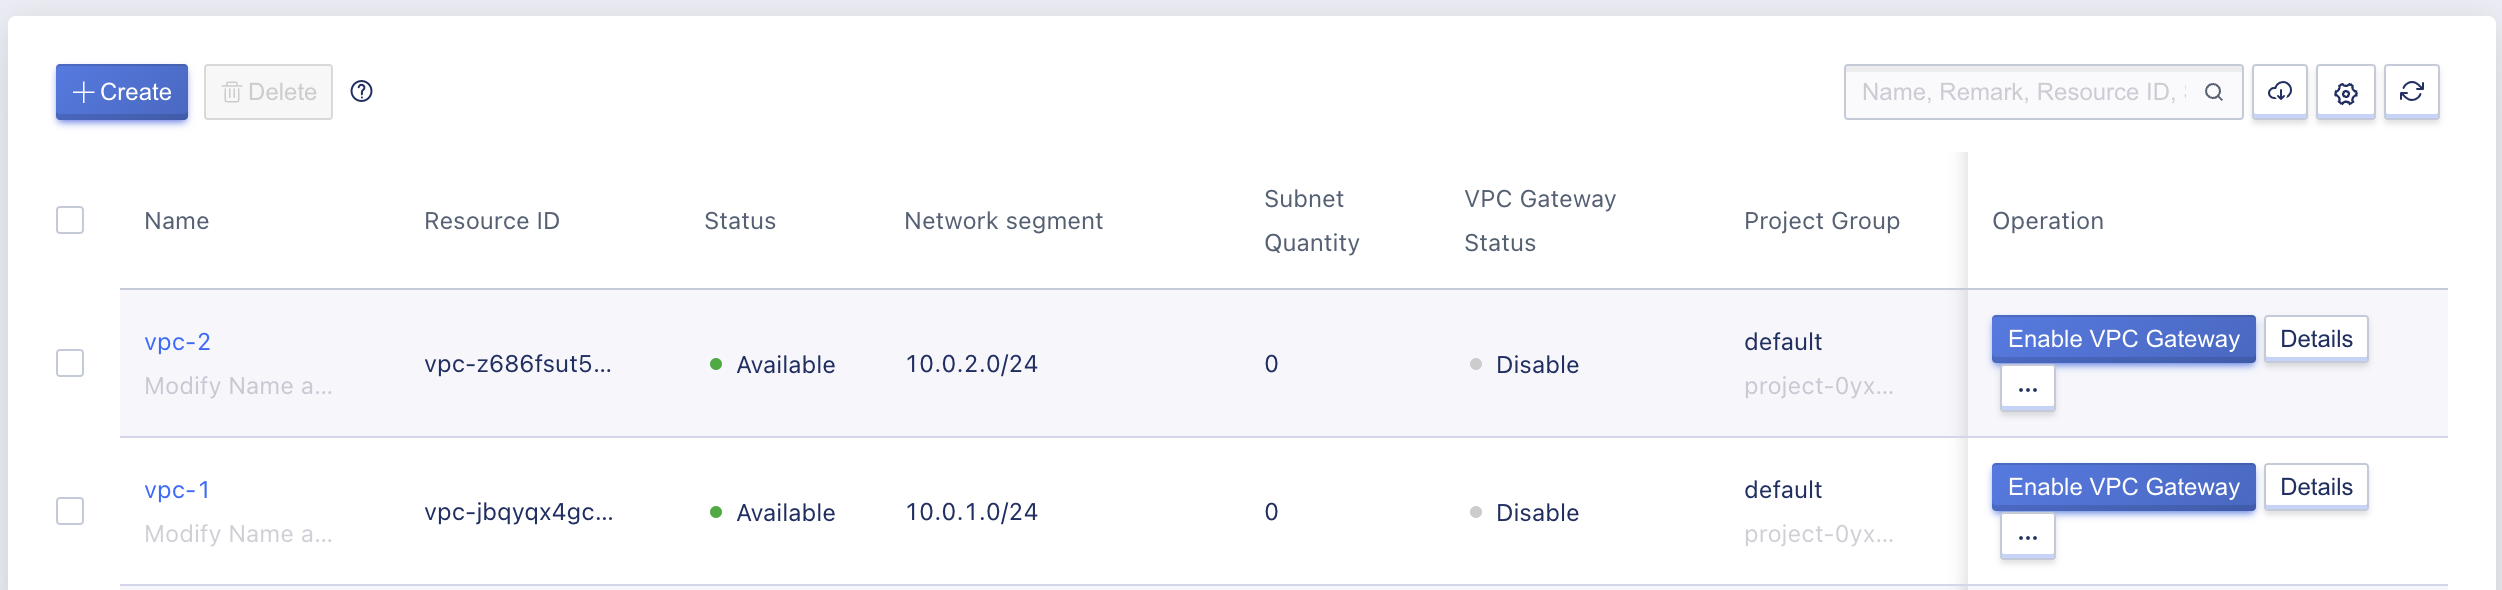 Create Delete Name, Remark, Resource ID,
Name Resource ID Status Network segment Subnet Quantity VPC Gateway Status Project Group Operation
vpc-2 vpc-z686fsut5... Available 10.0.2.0/24 0 Disable default Enable VPC Gateway Details
Modify Name a... project-0yx... ...
vpc-1 vpc-jbqyqx4gc... Available 10.0.1.0/24 0 Disable default Enable VPC Gateway Details
Modify Name a... project-0yx... ...